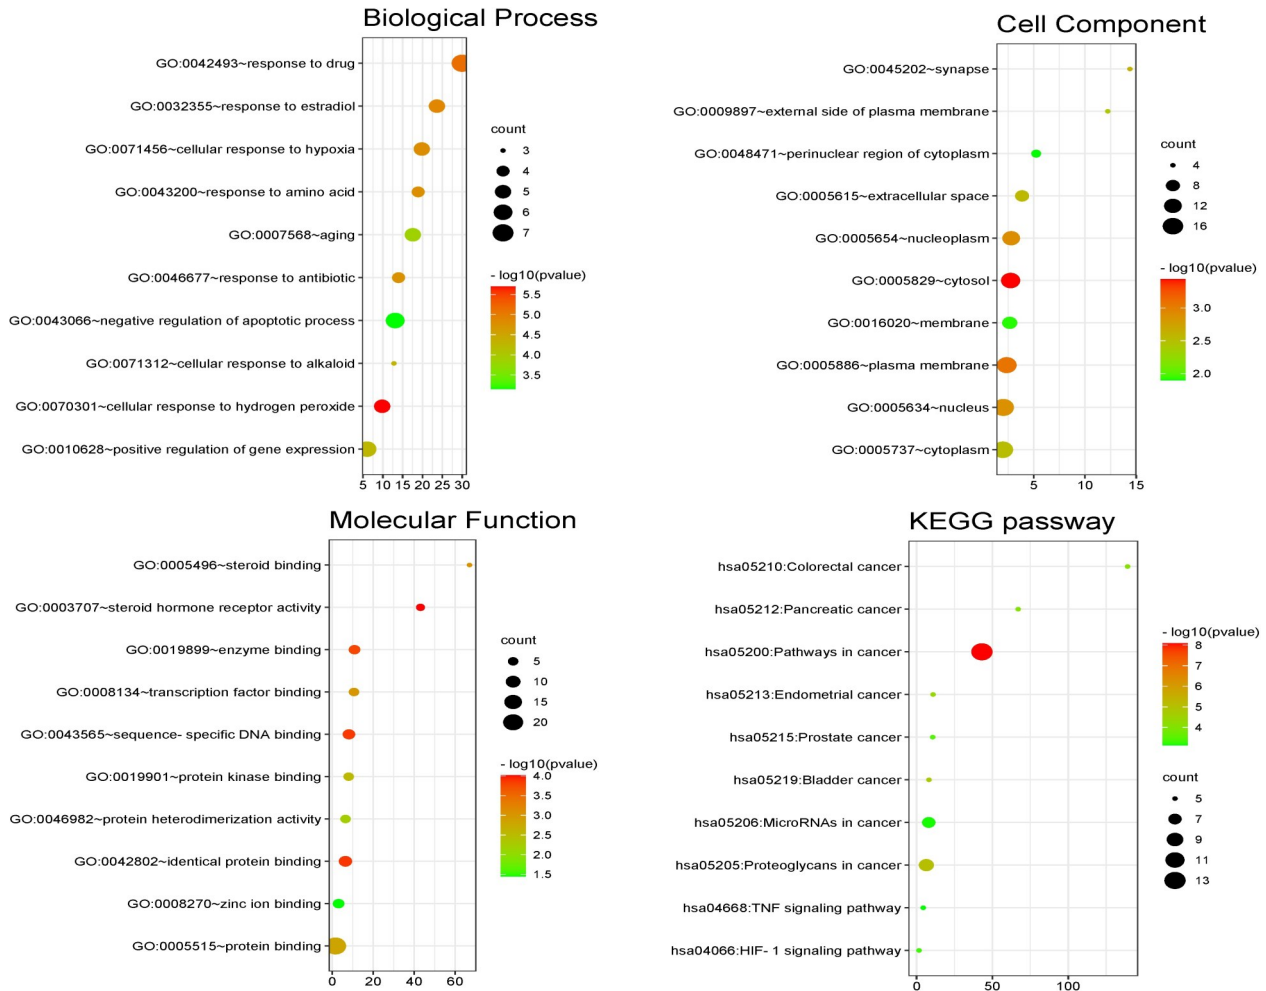 Biological Process
GO:0042493~response to drug
GO:0032355~response to estradiol
GO:0071456~cellular response to hypoxia
GO:0043200~response to amino acid
GO:0007568~aging
GO:0046677~response to antibiotic
GO:0043066~negative regulation of apoptotic process
GO:0071312~cellular response to alkaloid
GO:0070301~cellular response to hydrogen peroxide
GO:0010628~positive regulation of gene expression
5 10 15 20 25 30
count
3
4
5
6
7
- log10(pvalue)
5.5
5.0
4.5
4.0
3.5
Cell Component
GO:0045202~synapse
GO:0009897~external side of plasma membrane
GO:0048471~perinuclear region of cytoplasm
GO:0005615~extracellular space
GO:0005654~nucleoplasm
GO:0005829~cytosol
GO:0016020~membrane
GO:0005886~plasma membrane
GO:0005634~nucleus
GO:0005737~cytoplasm
5 10 15
count
4
8
12
16
- log10(pvalue)
3.0
2.5
2.0
Molecular Function
GO:0005496~steroid binding
GO:0003707~steroid hormone receptor activity
GO:0019899~enzyme binding
GO:0008134~transcription factor binding
GO:0043565~sequence- specific DNA binding
GO:0019901~protein kinase binding
GO:0046982~protein heterodimerization activity
GO:0042802~identical protein binding
GO:0008270~zinc ion binding
GO:0005515~protein binding
0 20 40 60
count
5
10
15
20
- log10(pvalue)
4.0
3.5
3.0
2.5
2.0
1.5
KEGG passway
hsa05210:Colorectal cancer
hsa05212:Pancreatic cancer
hsa05200:Pathways in cancer
hsa05213:Endometrial cancer
hsa05215:Prostate cancer
hsa05219:Bladder cancer
hsa05206:MicroRNAs in cancer
hsa05205:Proteoglycans in cancer
hsa04668:TNF signaling pathway
hsa04066:HIF- 1 signaling pathway
0 50 100
- log10(pvalue)
8
7
6
5
4
count
5
7
9
11
13